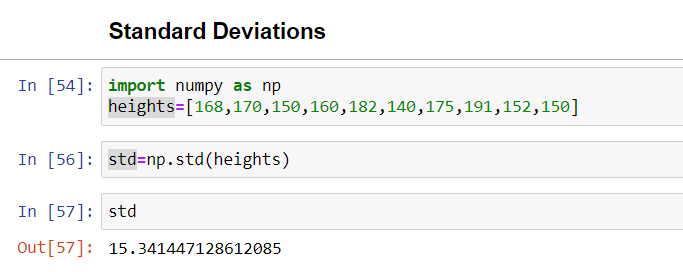 Standard Deviations
In [54]: import numpy as np
heights=[168,170,150,160,182,140,175,191,152,150]
In [56]: std=np.std(heights)
In [57]: std
Out[57]: 15.341447128612085